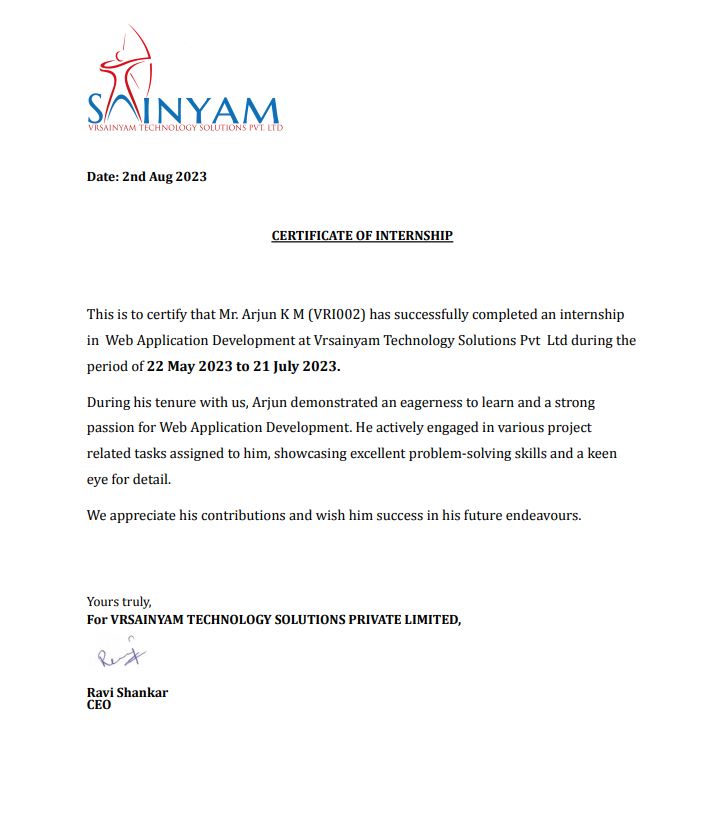 SAINYAM
VRSAINYAM TECHNOLOGY SOLUTIONS PVT. LTD
Date: 2nd Aug 2023
CERTIFICATE OF INTERNSHIP
This is to certify that Mr. Arjun K M (VRI002) has successfully completed an internship
in Web Application Development at Vrsainyam Technology Solutions Pvt Ltd during the
period of 22 May 2023 to 21 July 2023.
During his tenure with us, Arjun demonstrated an eagerness to learn and a strong
passion for Web Application Development. He actively engaged in various project
related tasks assigned to him, showcasing excellent problem-solving skills and a keen
eye for detail.
We appreciate his contributions and wish him success in his future endeavours.
Yours truly,
For VRSAINYAM TECHNOLOGY SOLUTIONS PRIVATE LIMITED,
Ravi Shankar
CEO